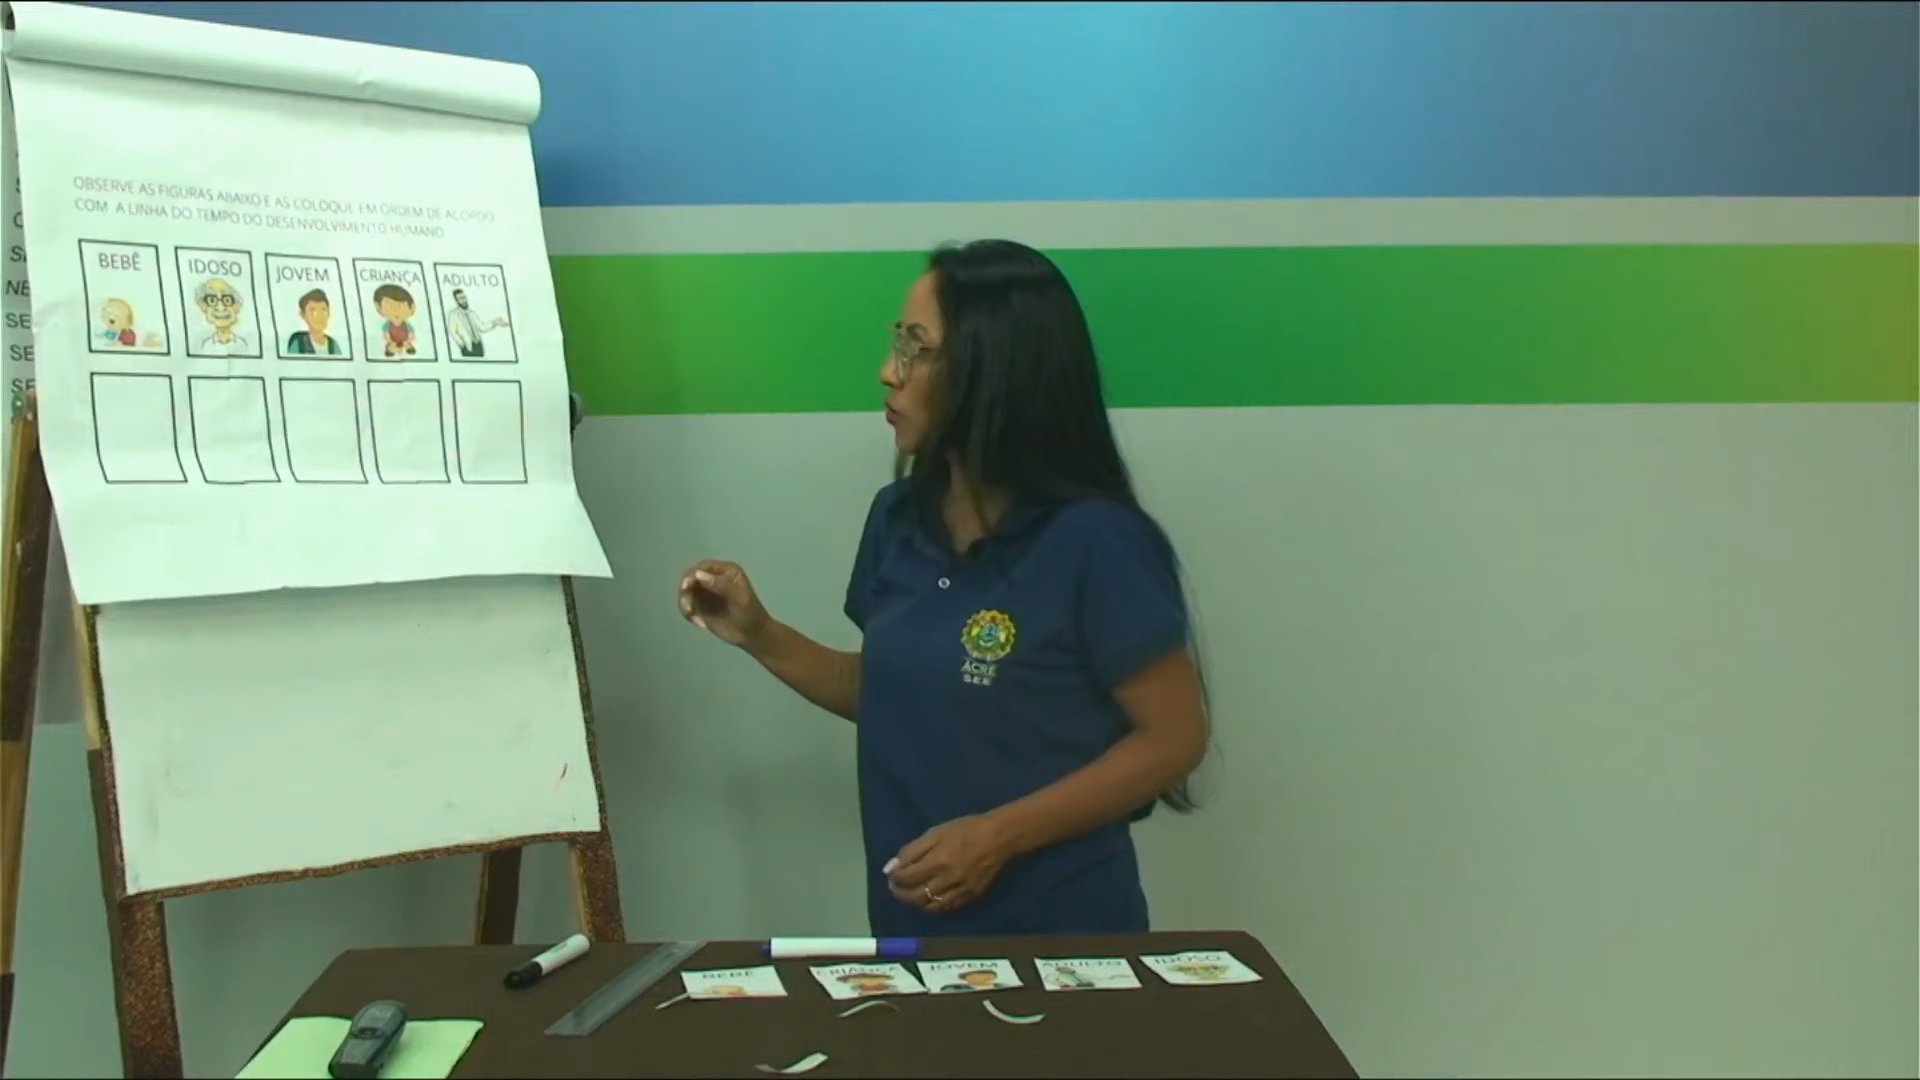 OBSERVE AS FIGURAS ABAIXO E AS COLOQUE EM ORDEM DE ACORDO
COM A LINHA DO TEMPO DO DESENVOLVIMENTO HUMANO
BEBÊ IDOSO JOVEM CRIANÇA ADULTO
ACRE
SEE
BEBÊ CRIANÇA JOVEM ADULTO IDOSO